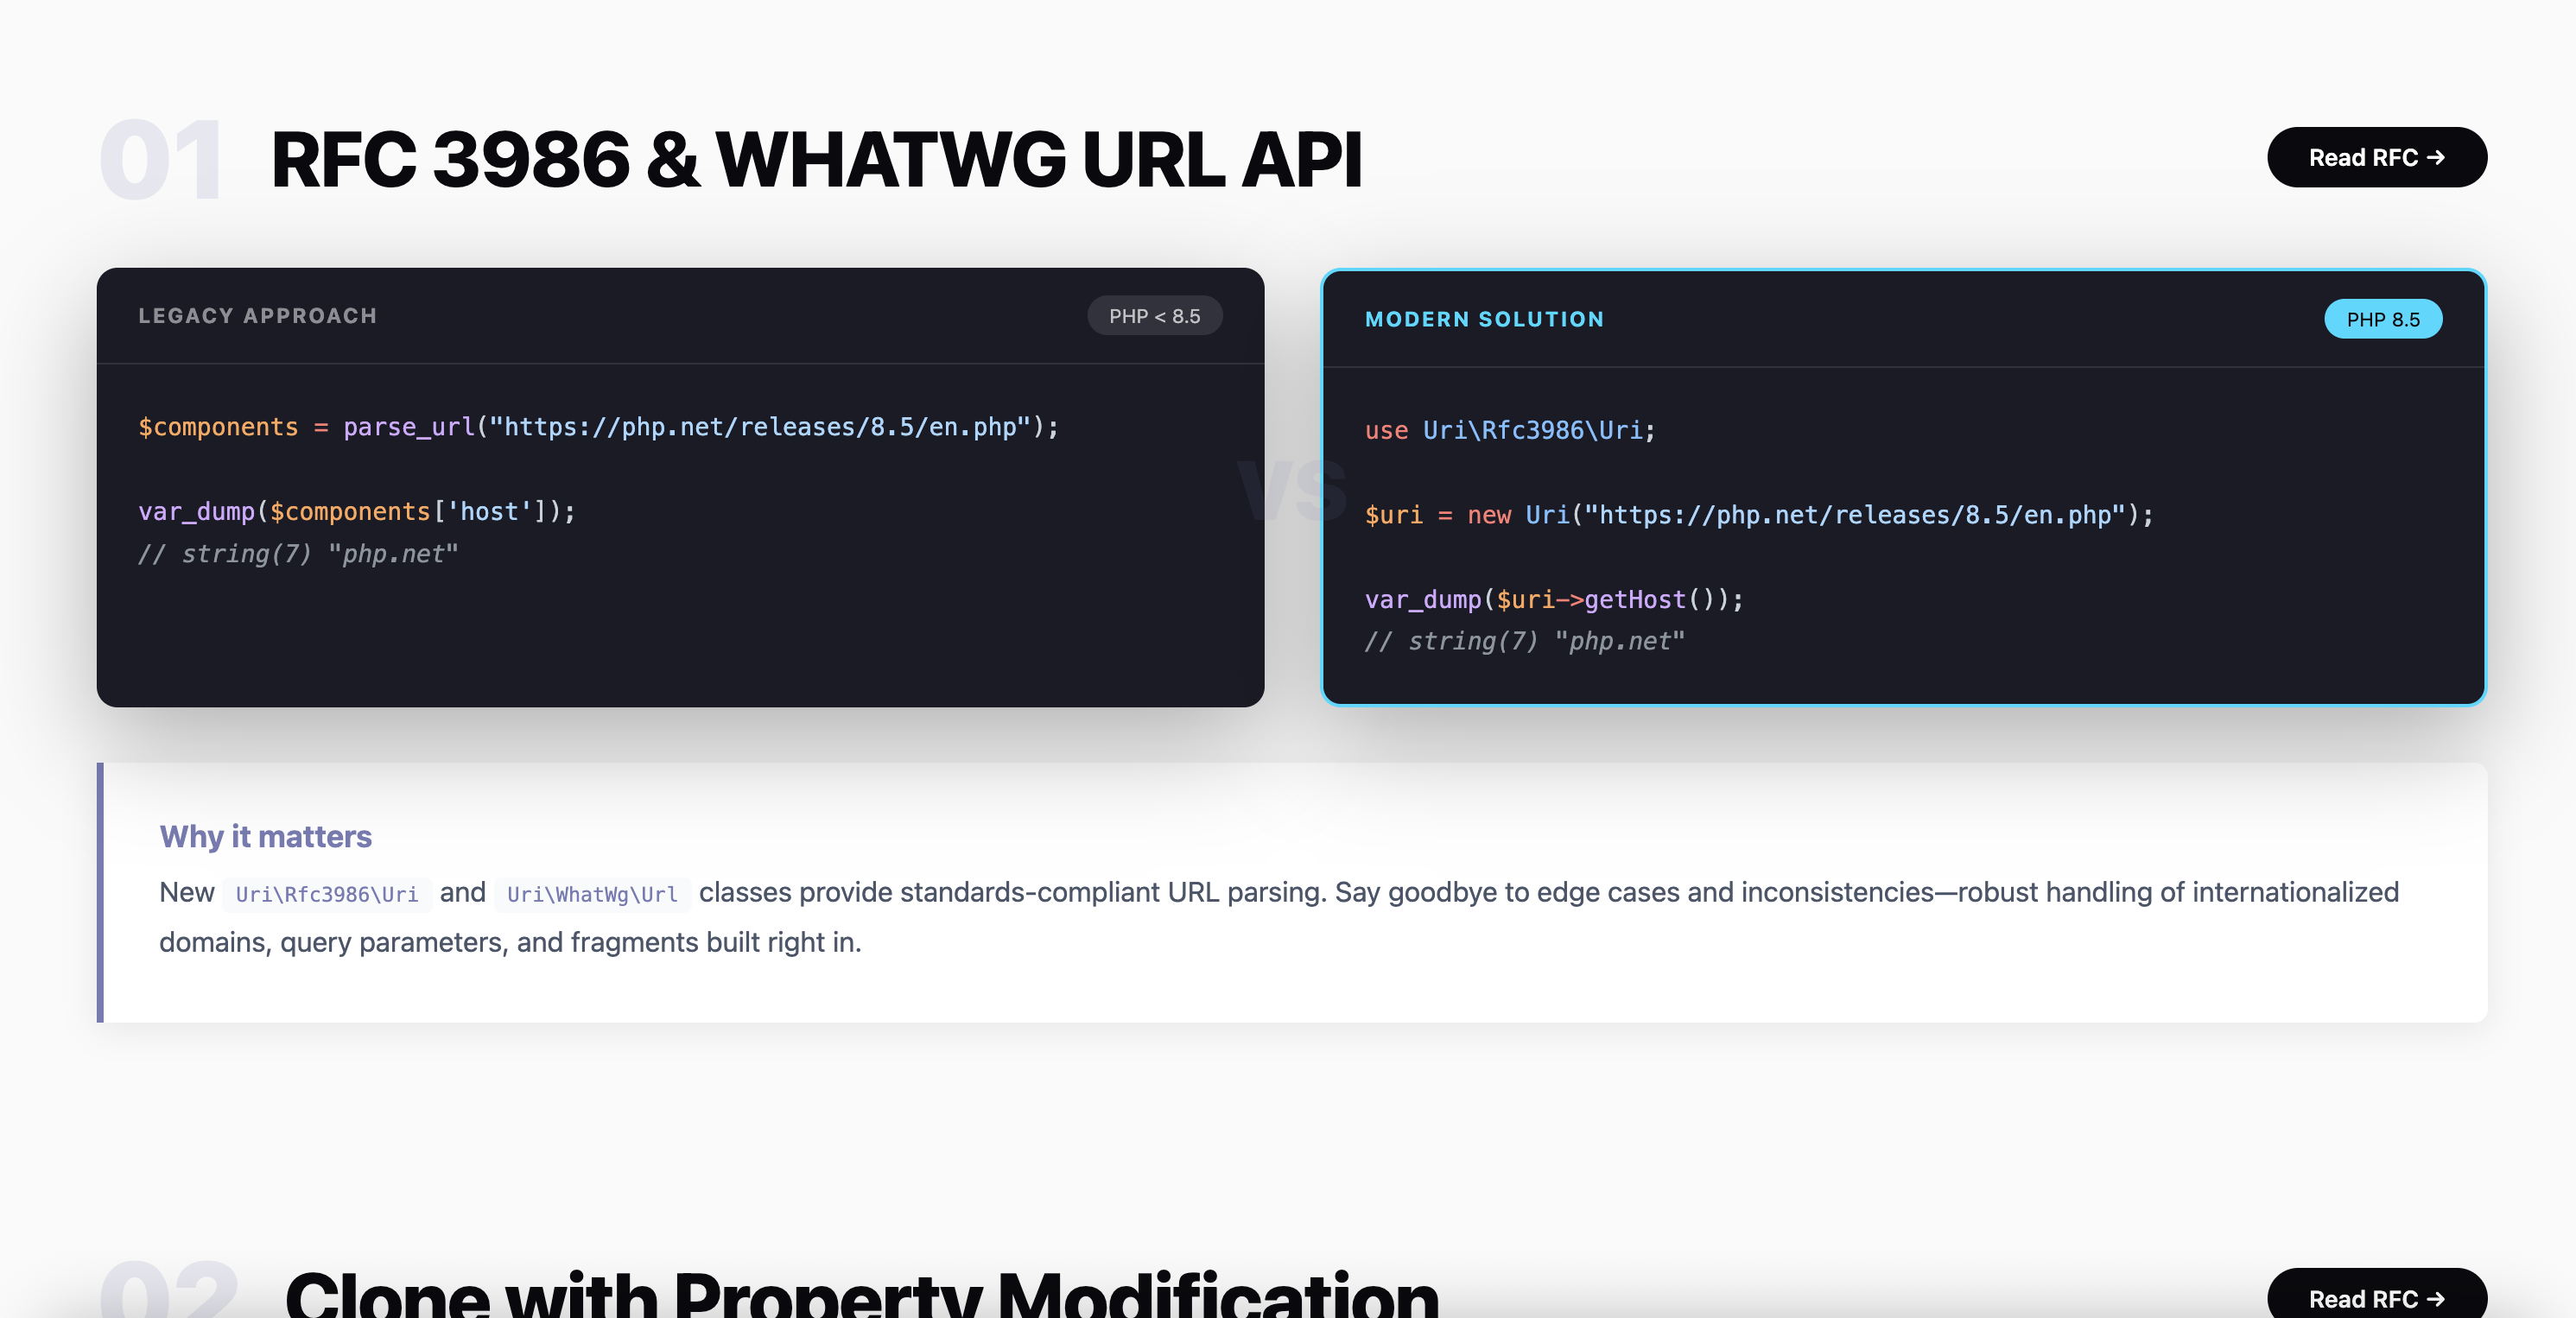 01 RFC 3986 & WHATWG URL API Read RFC →
LEGACY APPROACH PHP < 8.5
$components = parse_url("https://php.net/releases/8.5/en.php");
var_dump($components['host']);
// string(7) "php.net"
VS
MODERN SOLUTION PHP 8.5
use Uri\Rfc3986\Uri;
$uri = new Uri("https://php.net/releases/8.5/en.php");
var_dump($uri->getHost());
// string(7) "php.net"
Why it matters
New Uri\Rfc3986\Uri and Uri\WhatWg\Url classes provide standards-compliant URL parsing. Say goodbye to edge cases and inconsistencies—robust handling of internationalized
domains, query parameters, and fragments built right in.
02 Clone with Property Modification Read RFC →